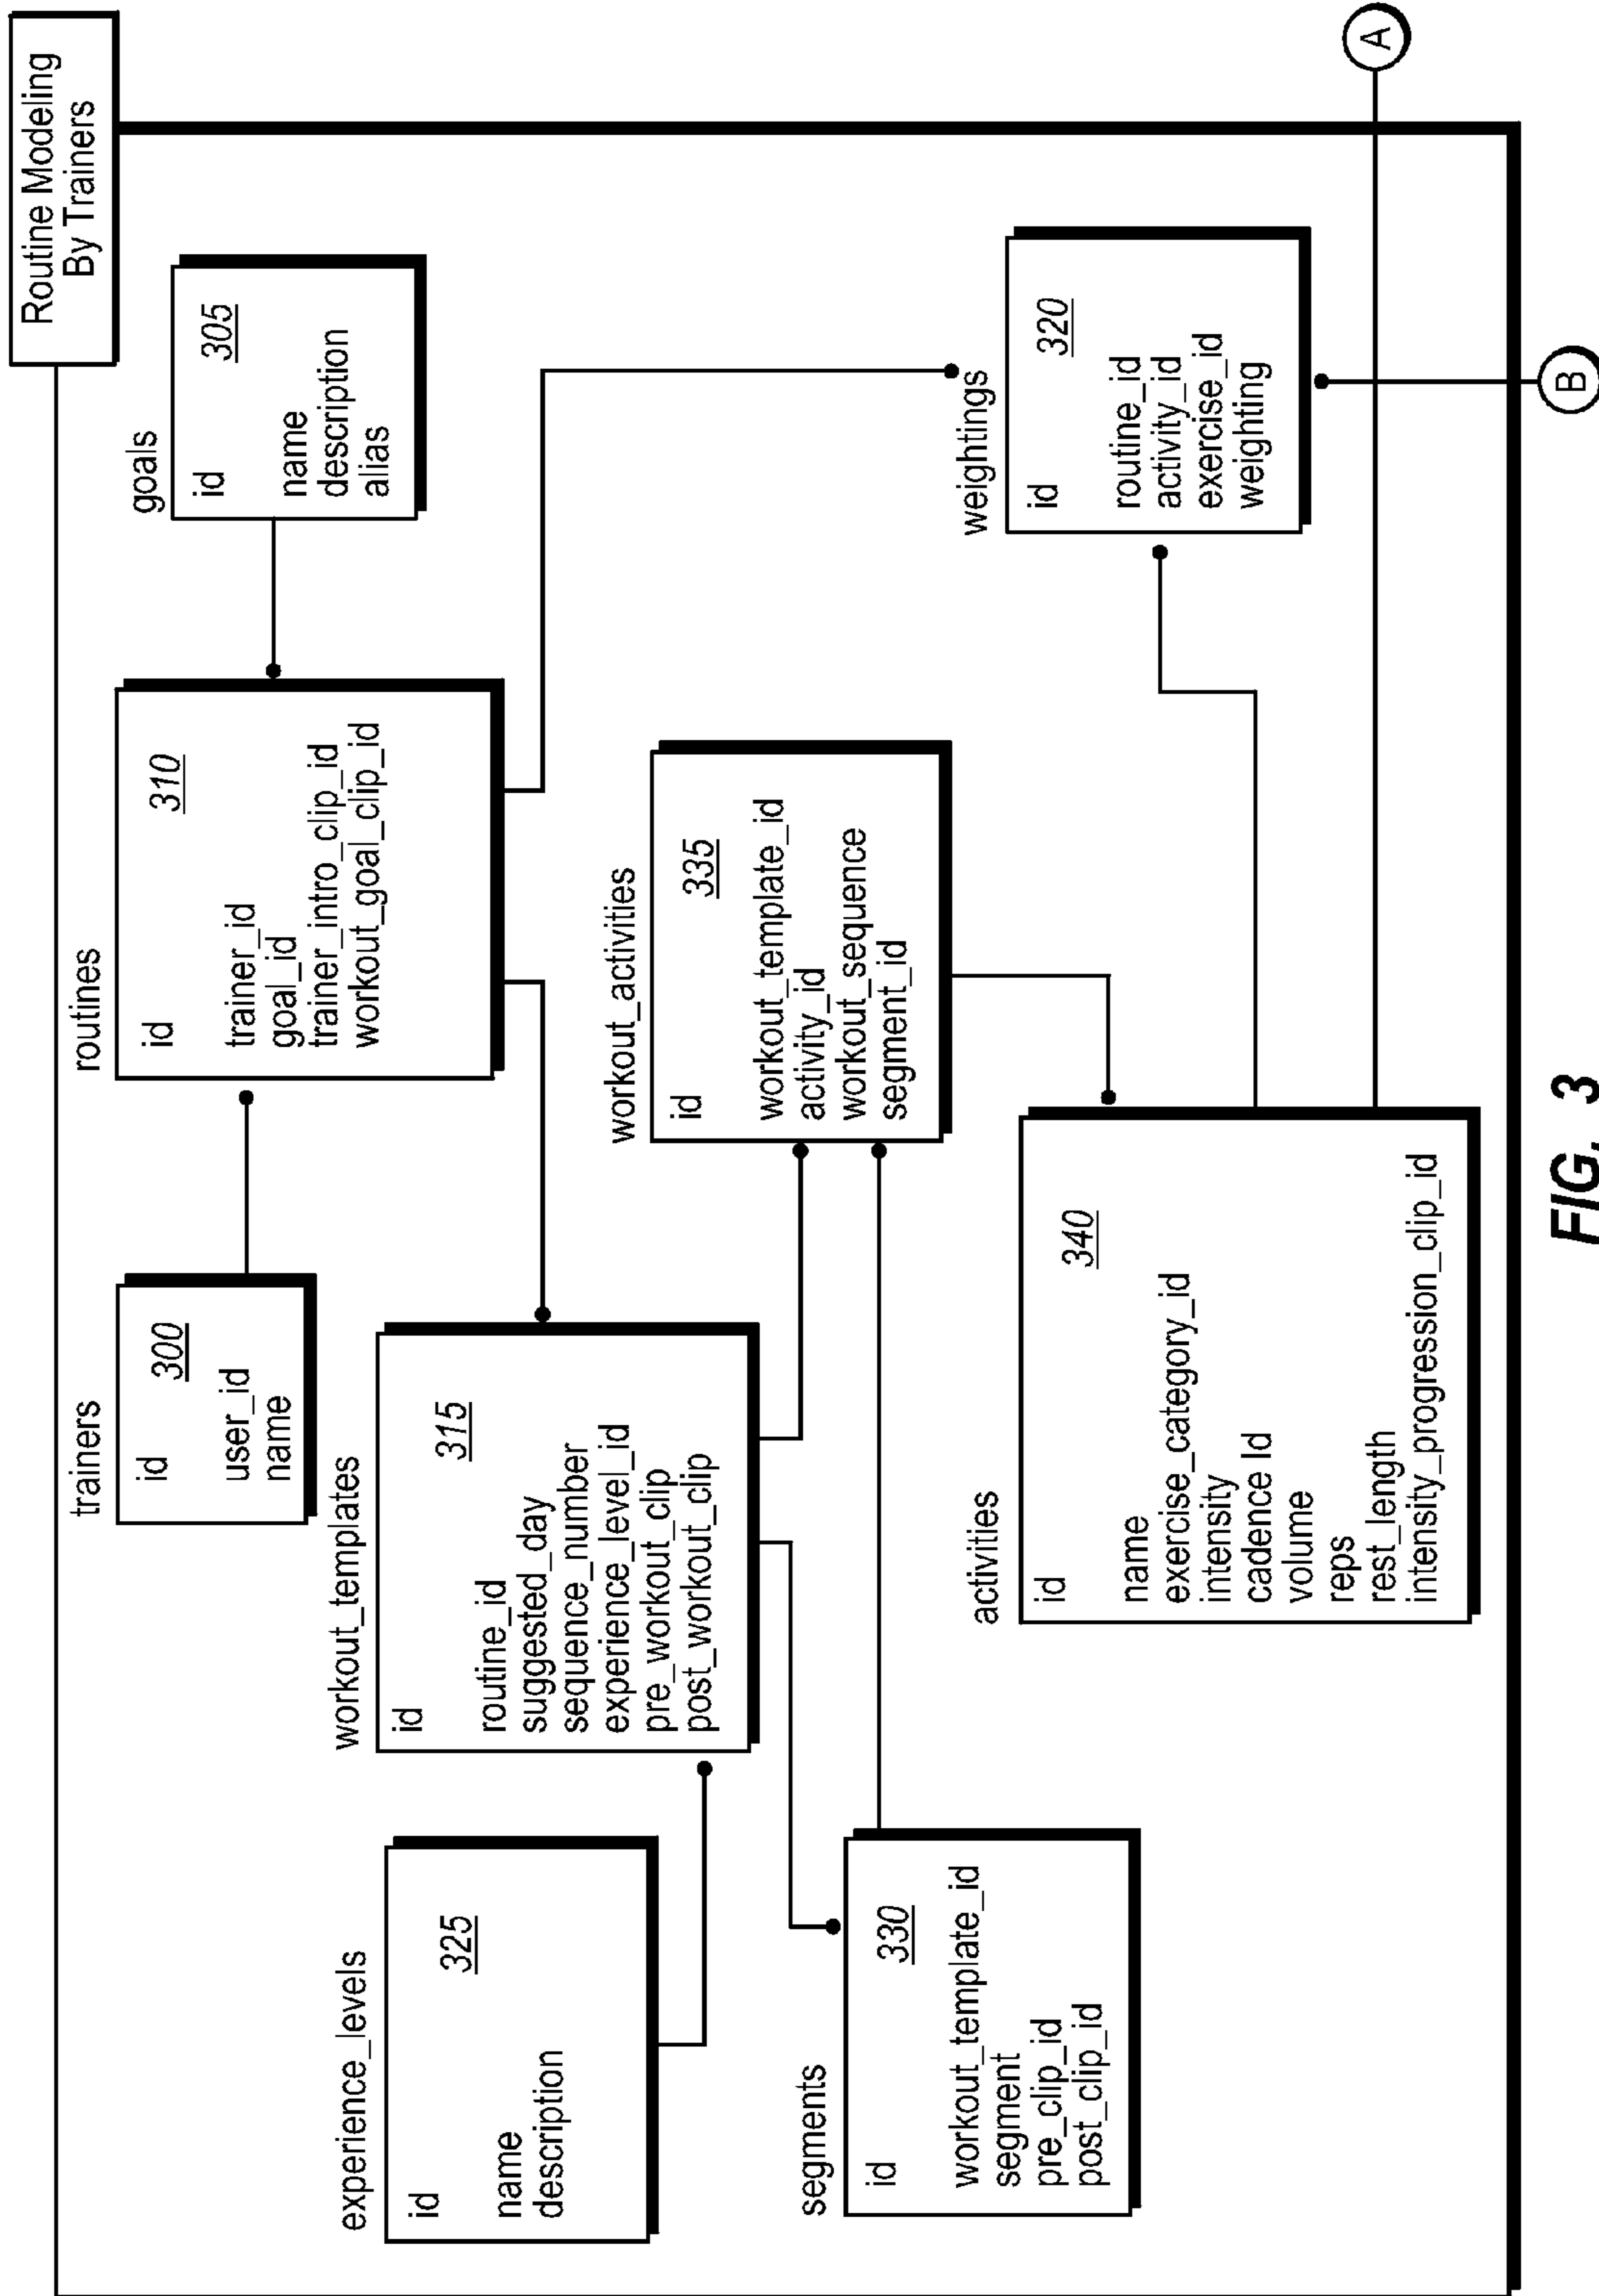 Routine Modeling
By Trainers
trainers
id
300
user_id
name
routines
id
310
trainer_id
goal_id
trainer_intro_clip_id
workout_goal_clip_id
goals
id
305
name
description
alias
experience_levels
id
325
name
description
workout_templates
id
315
routine_id
suggested_day
sequence_number
experience_level_id
pre_workout_clip
post_workout_clip
workout_activities
id
335
workout_template_id
activity_id
workout_sequence
segment_id
segments
id
330
workout_template_id
segment
pre_clip_id
post_clip_id
activities
id
340
name
exercise_category_id
intensity
cadence Id
volume
reps
rest_length
intensity_progression_clip_id
weightings
id
320
routine_id
activity_id
exercise_id
weighting
A
B
FIG. 3